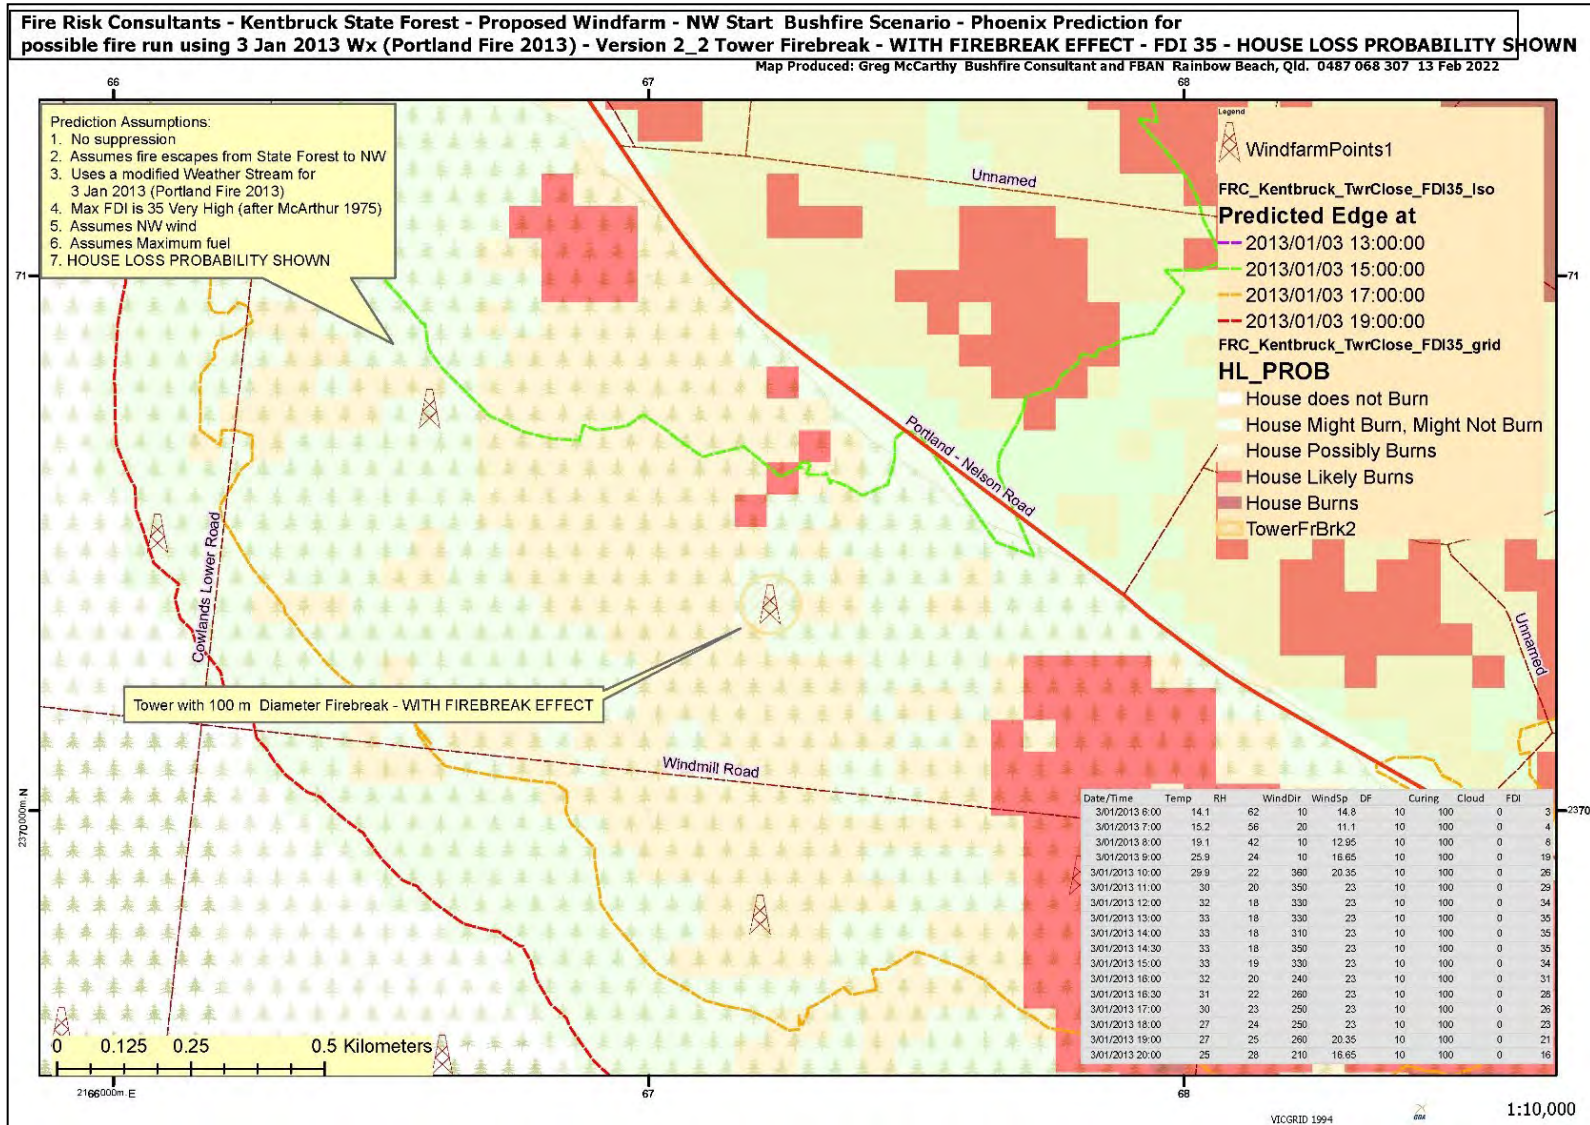 Fire Risk Consultants - Kentbruck State Forest - Proposed Windfarm - NW Start Bushfire Scenario - Phoenix Prediction for
possible fire run using 3 Jan 2013 Wx (Portland Fire 2013) - Version 2_2 Tower Firebreak - WITH FIREBREAK EFFECT - FDI 35 - HOUSE LOSS PROBABILITY SHOWN
Map Produced: Greg McCarthy Bushfire Consultant and FBAN Rainbow Beach, Qld. 0487 068 307 13 Feb 2022
66
67
68
Prediction Assumptions:
1. No suppression
2. Assumes fire escapes from State Forest to NW
3. Uses a modified Weather Stream for
3 Jan 2013 (Portland Fire 2013)
4. Max FDI is 35 Very High (after McArthur 1975)
5. Assumes NW wind
6. Assumes Maximum fuel
7. HOUSE LOSS PROBABILITY SHOWN
Legend
WindfarmPoints1
FRC_Kentbruck_TwrClose_FDI35_Iso
Predicted Edge at
2013/01/03 13:00:00
2013/01/03 15:00:00
2013/01/03 17:00:00
2013/01/03 19:00:00
FRC_Kentbruck_TwrClose_FDI35_grid
HL_PROB
House does not Burn
House Might Burn, Might Not Burn
House Possibly Burns
House Likely Burns
House Burns
TowerFrBrk2
Unnamed
71
71
Portland - Nelson Road
Cowlands Lower Road
Unnamed
Tower with 100 m Diameter Firebreak - WITH FIREBREAK EFFECT
Windmill Road
2370000m. N
2370
Date/Time Temp RH WindDir WindSp DF Curing Cloud FDI
3/01/2013 6:00 14.1 62 10 14.8 10 100 0 3
3/01/2013 7:00 15.2 56 20 11.1 10 100 0 4
3/01/2013 8:00 19.1 42 10 12.95 10 100 0 6
3/01/2013 9:00 25.9 24 10 16.65 10 100 0 19
3/01/2013 10:00 29.9 22 360 20.35 10 100 0 26
3/01/2013 11:00 30 20 350 23 10 100 0 29
3/01/2013 12:00 32 18 330 23 10 100 0 34
3/01/2013 13:00 33 18 330 23 10 100 0 35
3/01/2013 14:00 33 18 310 23 10 100 0 35
3/01/2013 14:30 33 18 350 23 10 100 0 35
3/01/2013 15:00 33 19 330 23 10 100 0 34
3/01/2013 16:00 32 20 240 23 10 100 0 31
3/01/2013 16:30 31 22 260 23 10 100 0 28
3/01/2013 17:00 30 23 250 23 10 100 0 26
3/01/2013 18:00 27 24 250 23 10 100 0 23
3/01/2013 19:00 27 25 260 20.35 10 100 0 21
3/01/2013 20:00 25 28 210 16.65 10 100 0 16
0 0.125 0.25 0.5 Kilometers
2166000m. E
67
68
VICGRID 1994
1:10,000